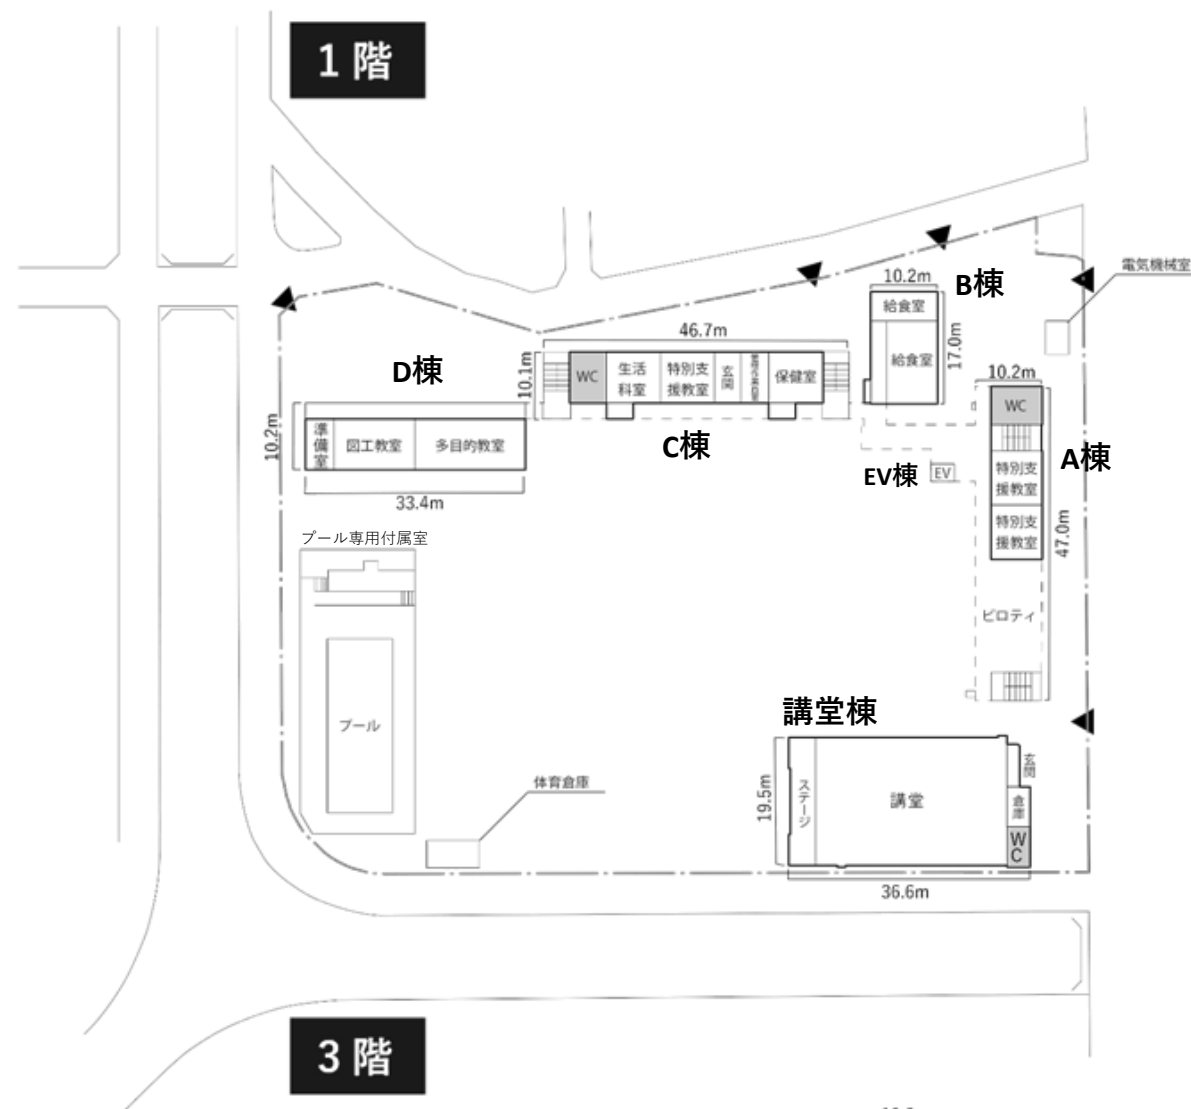 1階
電気機械室
10.2m
B棟
給食室
給食室
17.0m
46.7m
10.1m
WC
生活
科室
特別支
援教室
玄関
保健室
C棟
D棟
10.2m
準備室
図工教室
多目的教室
33.4m
10.2m
WC
A棟
特別支
援教室
特別支
援教室
47.0m
ピロティ
EV棟
EV
プール専用付属室
プール
体育倉庫
講堂棟
19.5m
ステージ
講堂
玄関
倉庫
WC
36.6m
3階